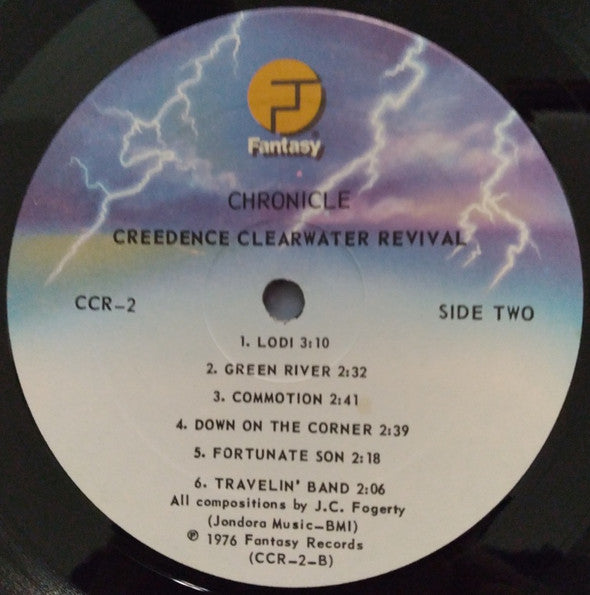 Fantasy
CHRONICLE
CREEDENCE CLEARWATER REVIVAL
CCR-2
SIDE TWO
1. LODI 3:10
2. GREEN RIVER 2:32
3. COMMOTION 2:41
4. DOWN ON THE CORNER 2:39
5. FORTUNATE SON 2:18
6. TRAVELIN' BAND 2:06
All compositions by J.C. Fogerty
(Jondora Music-BMI)
℗ 1976 Fantasy Records
(CCR-2-B)